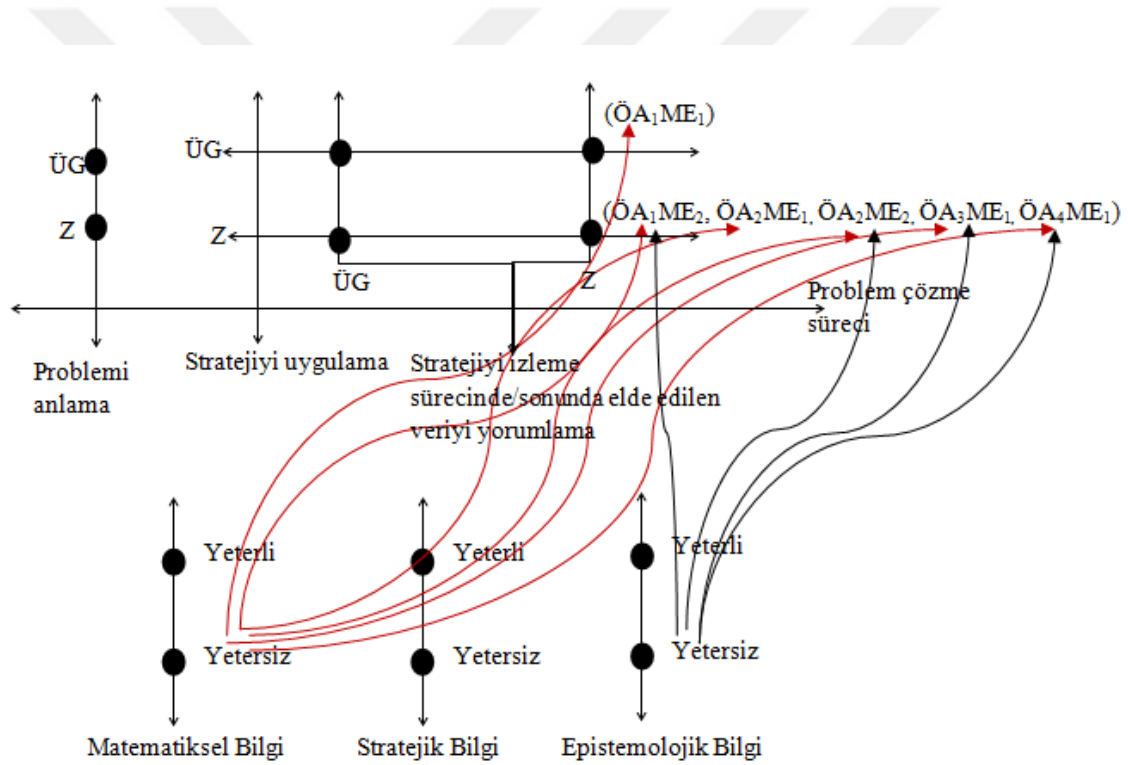 (ÖA₁ME₁)
ÜG
ÜG
Z
Z
(ÖA₁ME₂, ÖA₂ME₁, ÖA₂ME₂, ÖA₃ME₁, ÖA₄ME₁)
ÜG
Z
Problem çözme
süreci
Problemi
anlama
Stratejiyi uygulama
Stratejiyi izleme
sürecinde/sonunda elde edilen
veriyi yorumlama
Yeterli
Yeterli
Yeterli
Yetersiz
Yetersiz
Yetersiz
Matematiksel Bilgi
Stratejik Bilgi
Epistemolojik Bilgi